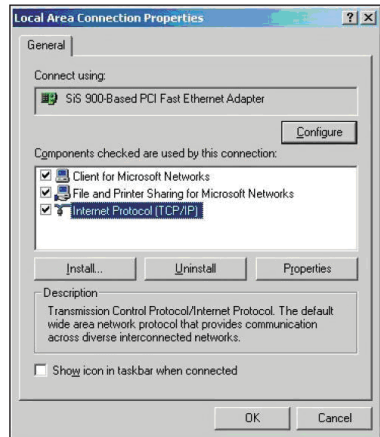 Local Area Connection Properties
General
Connect using:
SiS 900-Based PCI Fast Ethernet Adapter
Configure
Components checked are used by this connection:
Client for Microsoft Networks
File and Printer Sharing for Microsoft Networks
Internet Protocol (TCP/IP)
Install...
Uninstall
Properties
Description
Transmission Control Protocol/Internet Protocol. The default
wide area network protocol that provides communication
across diverse interconnected networks.
Show icon in taskbar when connected
OK
Cancel